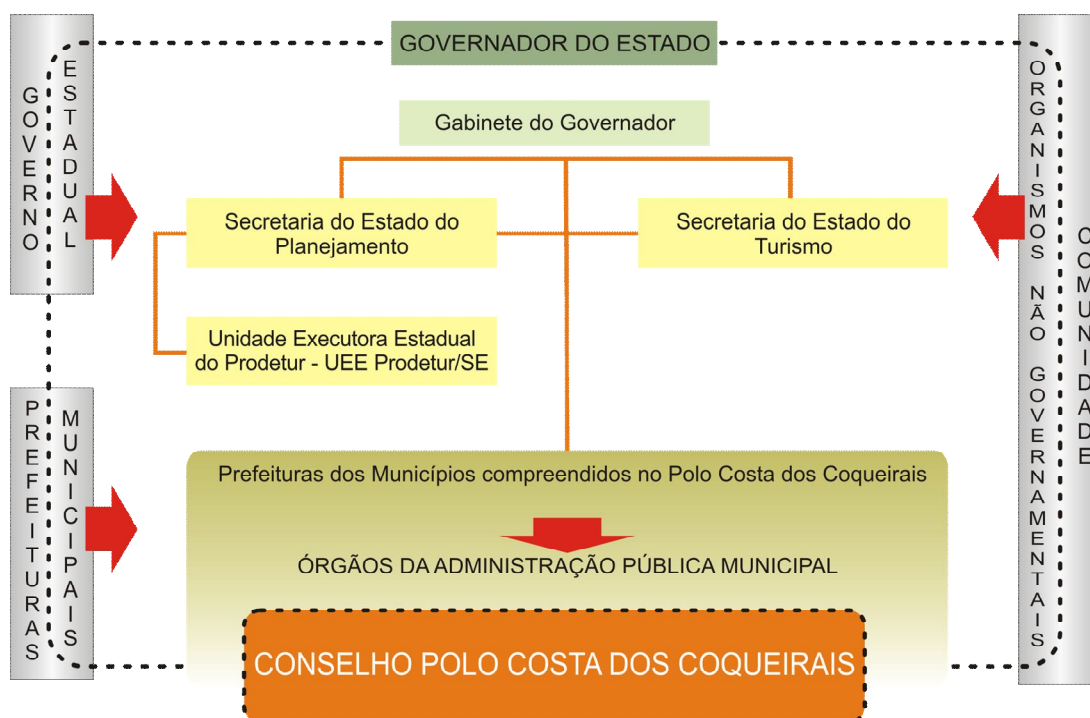 GOVERNADOR DO ESTADO
GOVERNO
ESTADUAL
Gabinete do Governador
Secretaria do Estado do
Planejamento
Secretaria do Estado do
Turismo
Unidade Executora Estadual
do Prodetur - UEE Prodetur/SE
PREFEITURAS
MUNICIPAIS
Prefeituras dos Municípios compreendidos no Polo Costa dos Coqueirais
ÓRGÃOS DA ADMINISTRAÇÃO PÚBLICA MUNICIPAL
CONSELHO POLO COSTA DOS COQUEIRAIS
ORGANISMOS NÃO GOVERNAMENTAIS
COMUNIDADE